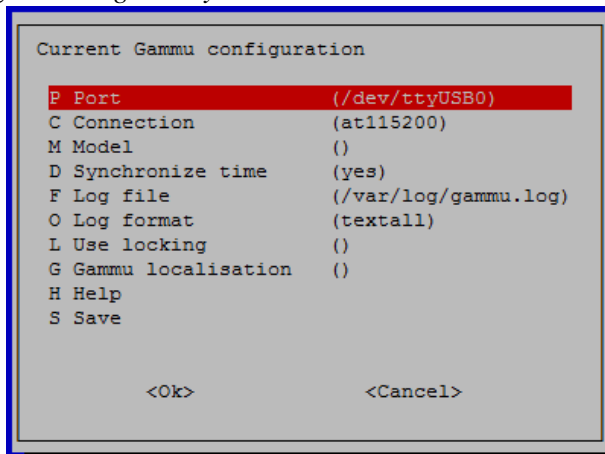 Current Gammu configuration
P Port (/dev/ttyUSB0)
C Connection (at115200)
M Model ()
D Synchronize time (yes)
F Log file (/var/log/gammu.log)
O Log format (textall)
L Use locking ()
G Gammu localisation ()
H Help
S Save
<Ok> <Cancel>